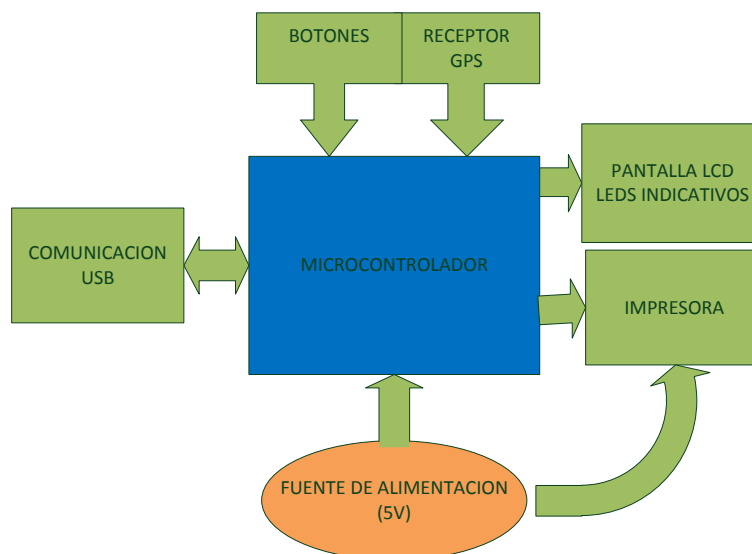 BOTONES
RECEPTOR
GPS
PANTALLA LCD
LEDS INDICATIVOS
COMUNICACION
USB
MICROCONTROLADOR
IMPRESORA
FUENTE DE ALIMENTACION
(5V)